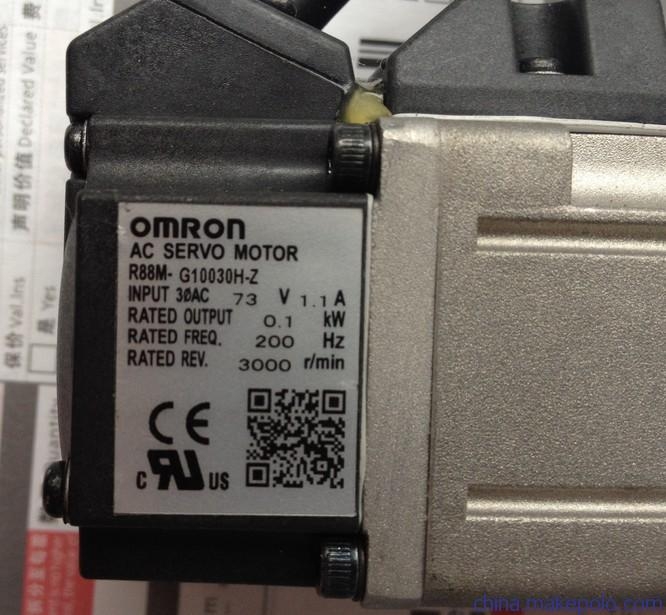 OMRON
AC SERVO MOTOR
R88M- G10030H-Z
INPUT 3ØAC 73 V 1.1 A
RATED OUTPUT 0.1 kW
RATED FREQ. 200 Hz
RATED REV. 3000 r/min
CE
c RU US
声明价值 Declared Value 费
保价 Val.Ins
是 Yes
china.makepolo.com